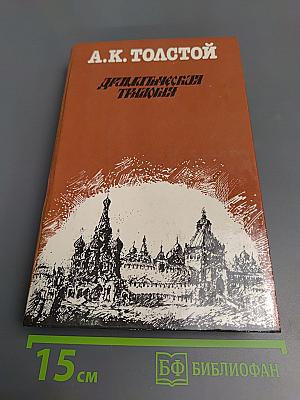 А.К. ТОЛСТОЙ
ДРАМАТИЧЕСКАЯ
ТРИЛОГИЯ
15 см
БФ БИБЛИОФАН